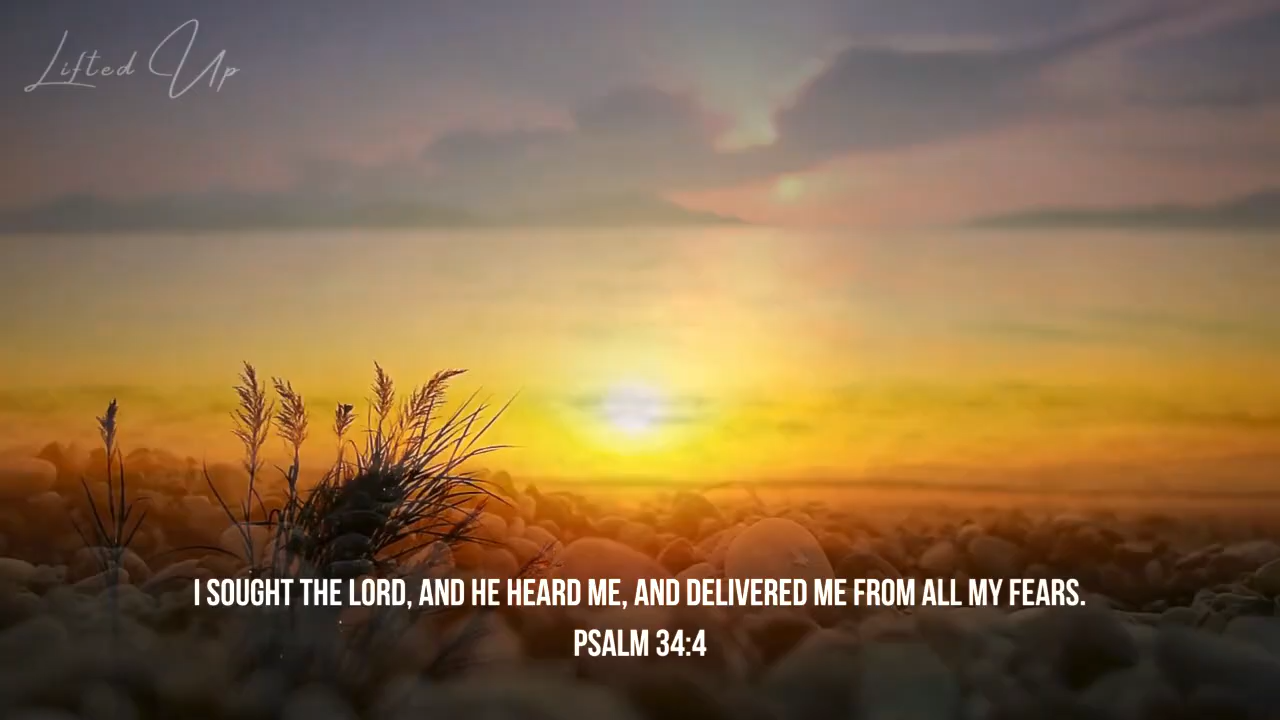 Lifted Up
I SOUGHT THE LORD, AND HE HEARD ME, AND DELIVERED ME FROM ALL MY FEARS.
PSALM 34:4